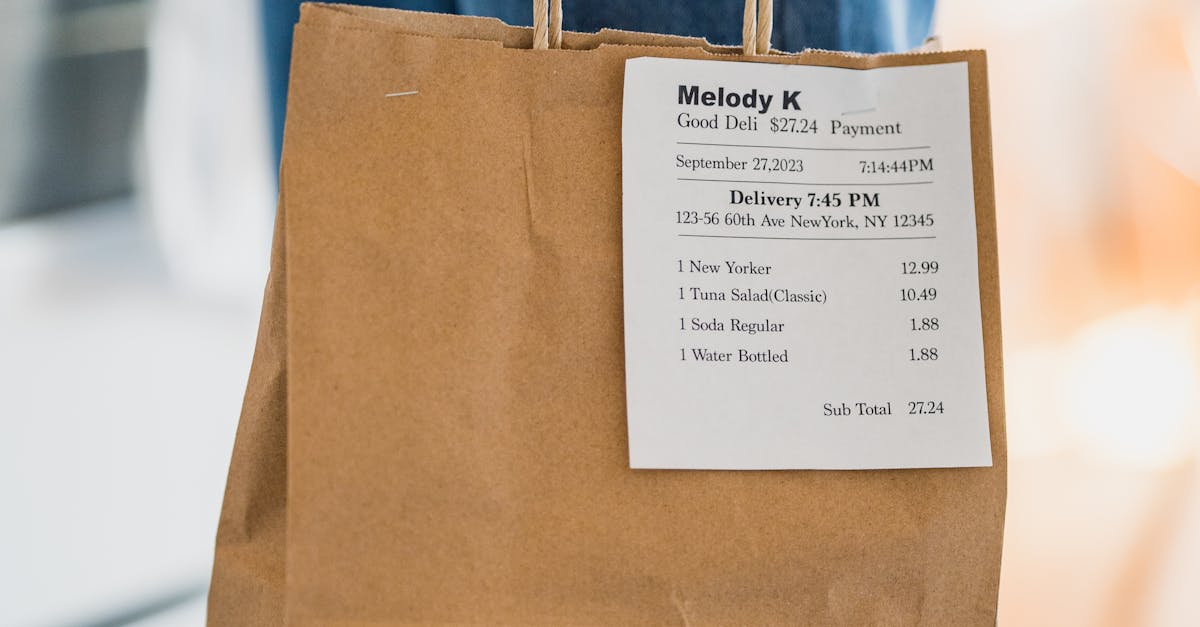 Melody K
Good Deli $27.24 Payment
September 27,2023 7:14:44PM
Delivery 7:45 PM
123-56 60th Ave NewYork, NY 12345
1 New Yorker 12.99
1 Tuna Salad(Classic) 10.49
1 Soda Regular 1.88
1 Water Bottled 1.88
Sub Total 27.24